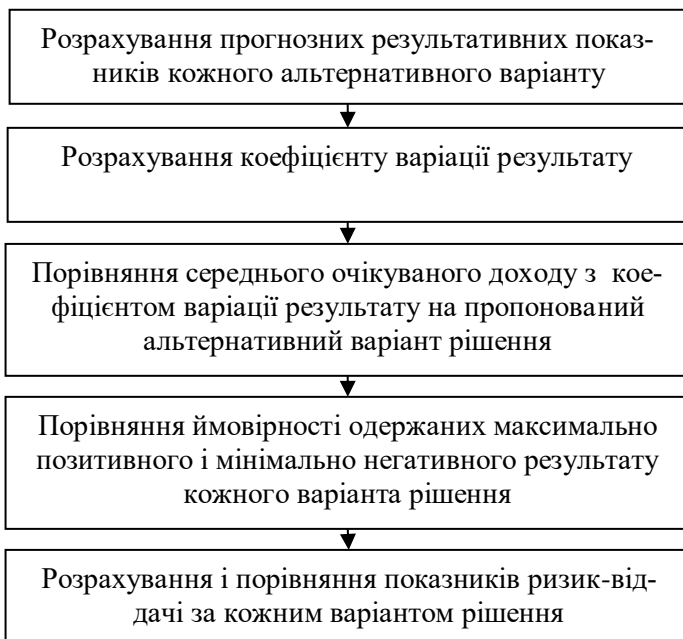 Розрахування прогнозних результативних показ-
ників кожного альтернативного варіанту
Розрахування коефіцієнту варіації результату
Порівняння середнього очікуваного доходу з кое-
фіцієнтом варіації результату на пропонований
альтернативний варіант рішення
Порівняння ймовірності одержаних максимально
позитивного і мінімально негативного результату
кожного варіанта рішення
Розрахування і порівняння показників ризик-від-
дачі за кожним варіантом рішення